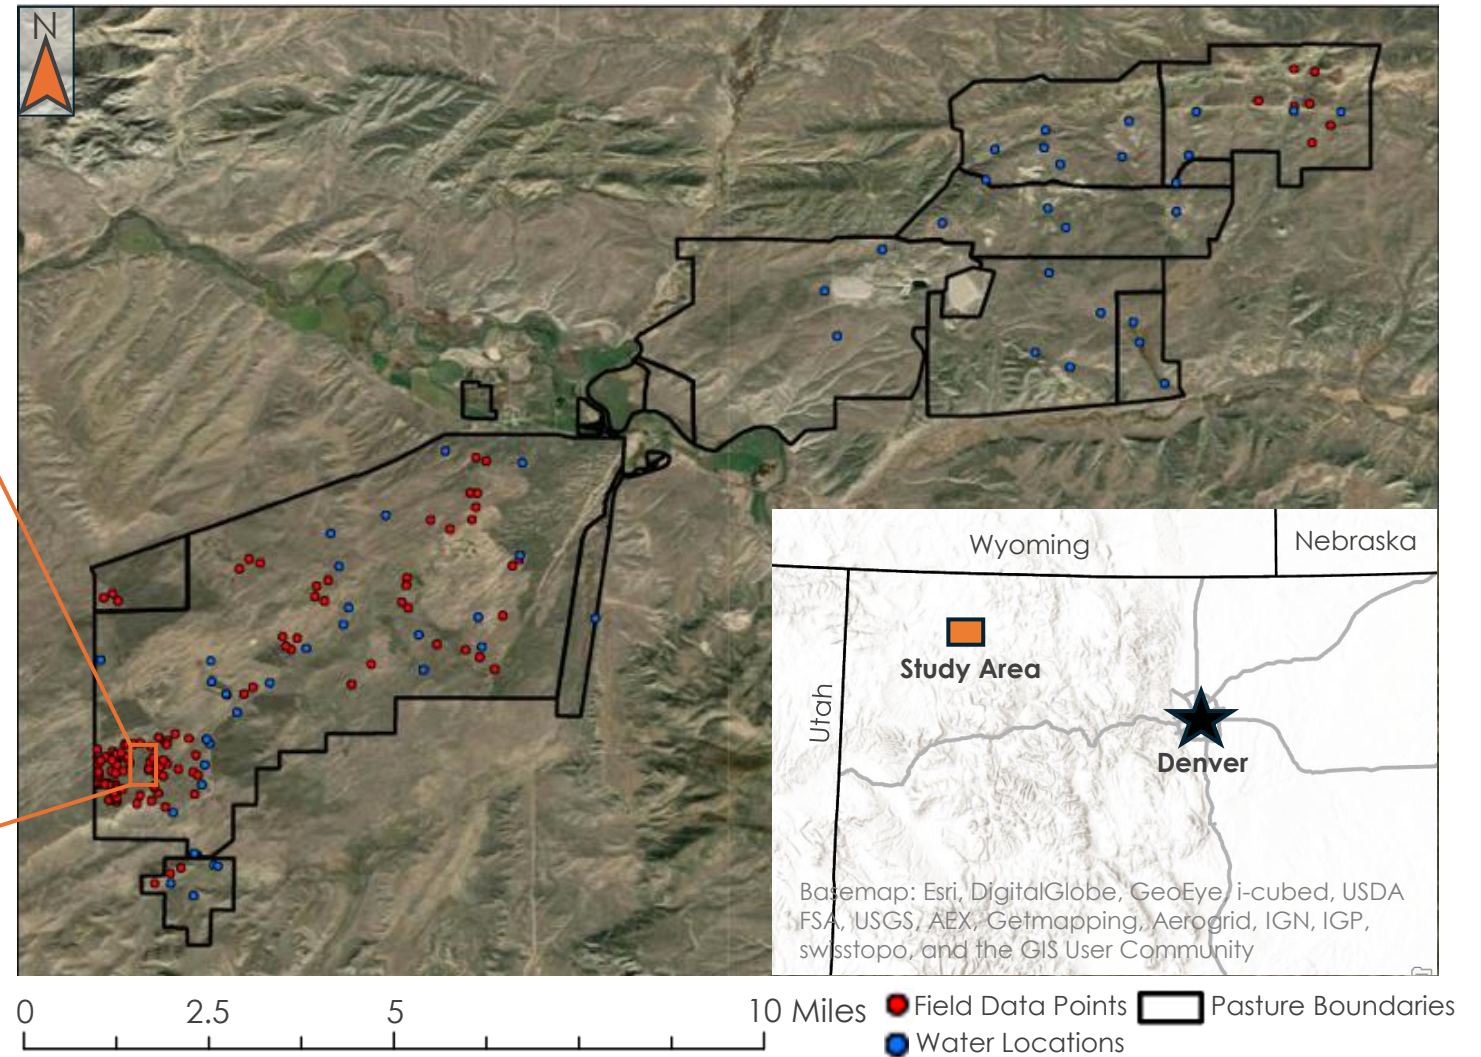 N
Wyoming
Nebraska
Study Area
Utah
Denver
Basemap: Esri, DigitalGlobe, GeoEye, i-cubed, USDA
FSA, USGS, AEX, Getmapping, Aerogrid, IGN, IGP,
swisstopo, and the GIS User Community
0 2.5 5 10 Miles
Field Data Points
Pasture Boundaries
Water Locations